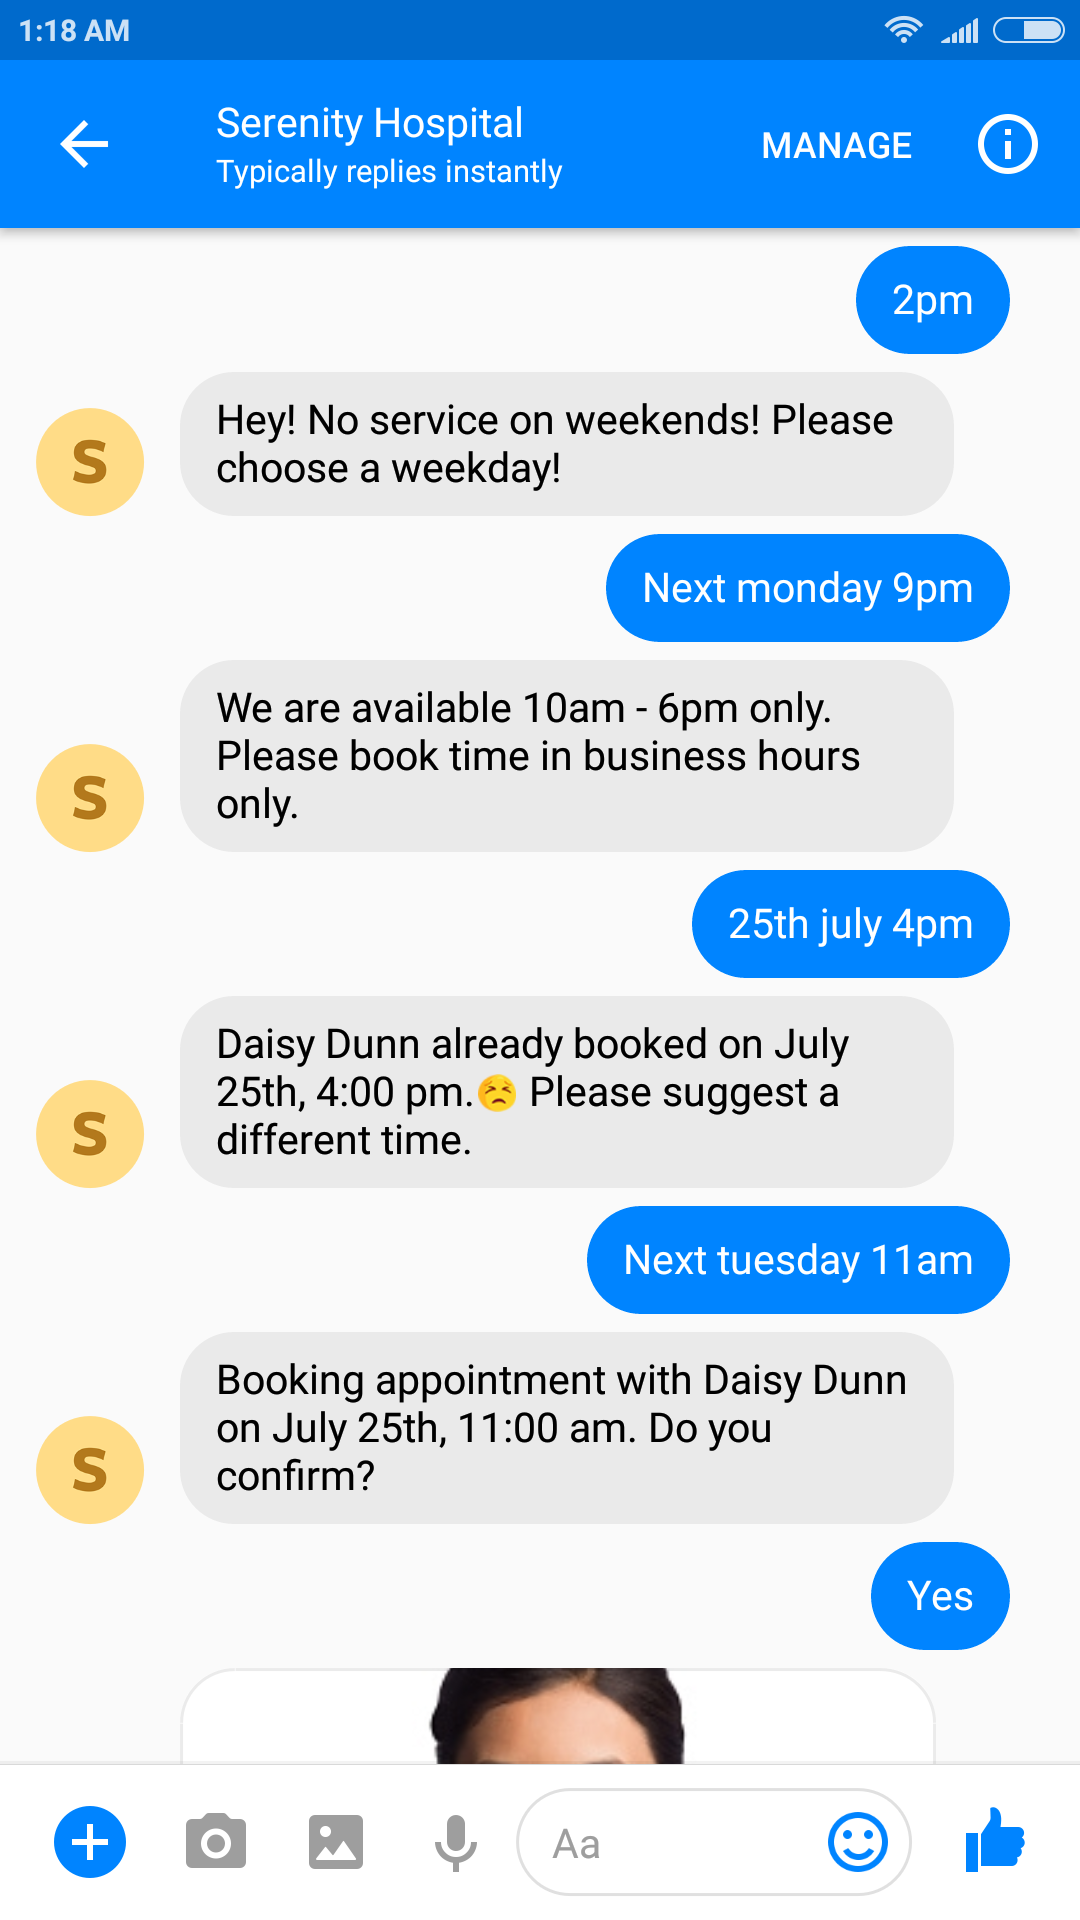 1:18 AM
Serenity Hospital
Typically replies instantly
MANAGE
2pm
Hey! No service on weekends! Please
choose a weekday!
S
Next monday 9pm
We are available 10am - 6pm only.
Please book time in business hours
only.
S
25th july 4pm
Daisy Dunn already booked on July
25th, 4:00 pm.😣 Please suggest a
different time.
S
Next tuesday 11am
Booking appointment with Daisy Dunn
on July 25th, 11:00 am. Do you
confirm?
S
Yes
Aa